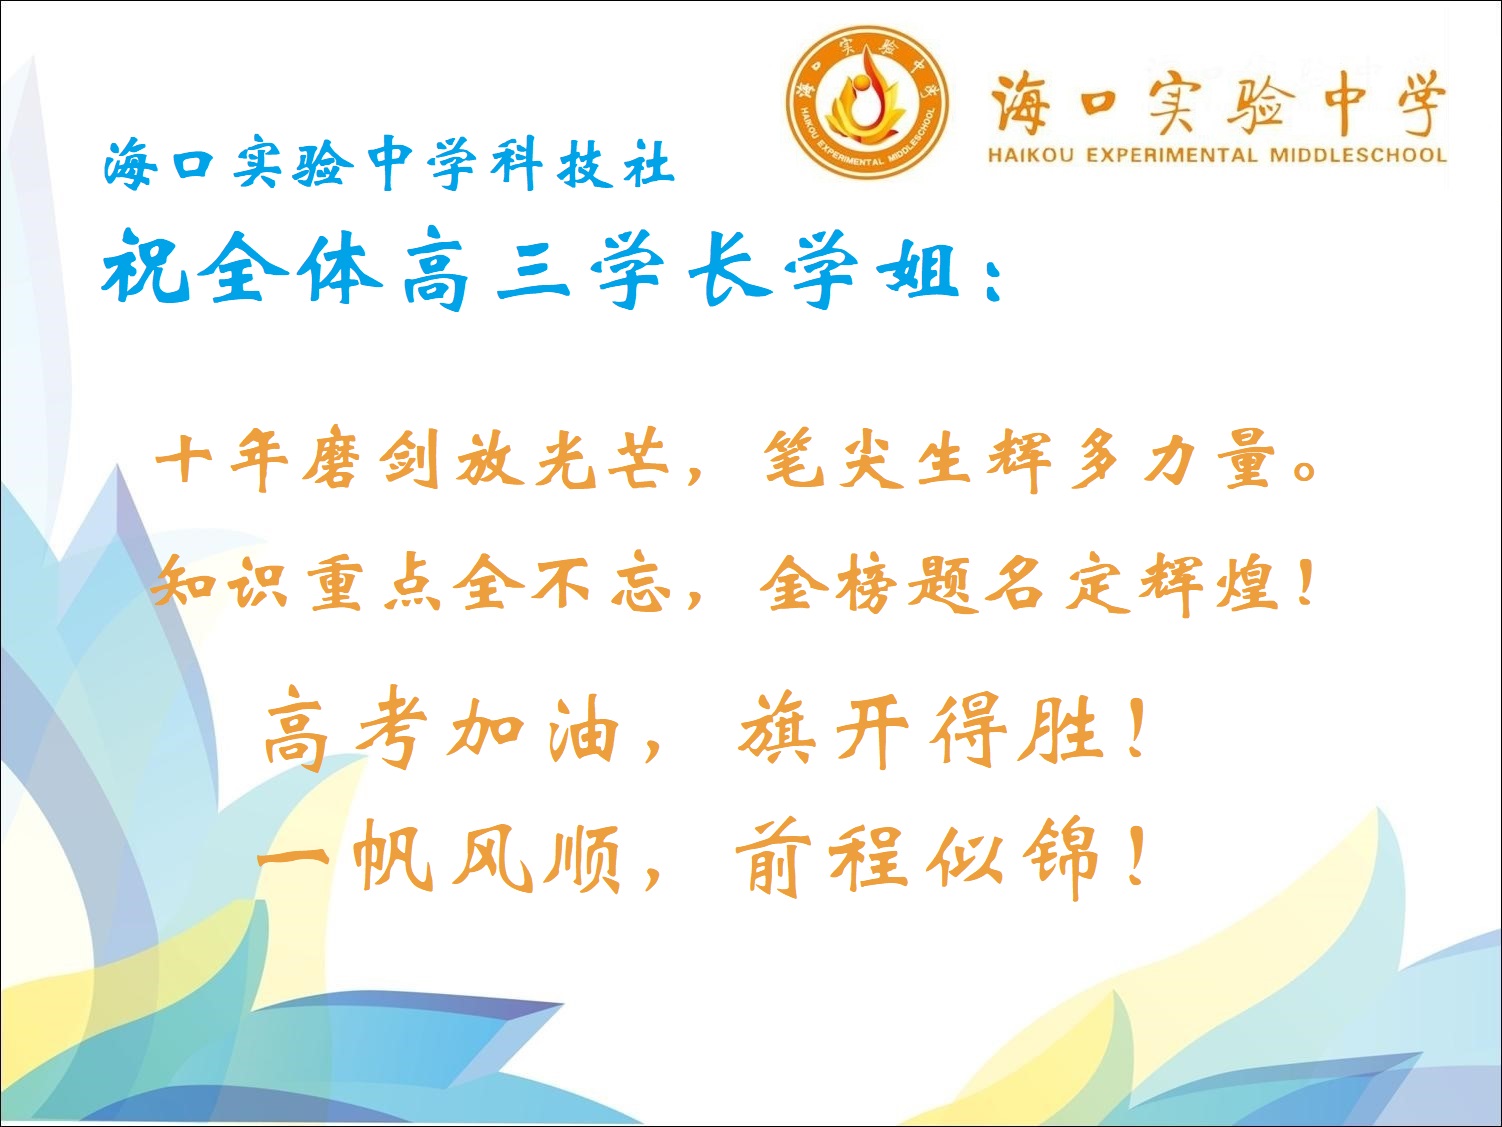 海口实验中学
HAIKOU EXPERIMENTAL MIDDLESCHOOL
海口实验中学
HAIKOU EXPERIMENTAL MIDDLESCHOOL
海口实验中学科技社
祝全体高三学长学姐：
十年磨剑放光芒，笔尖生辉多力量。
知识重点全不忘，金榜题名定辉煌！
高考加油，旗开得胜！
一帆风顺，前程似锦！